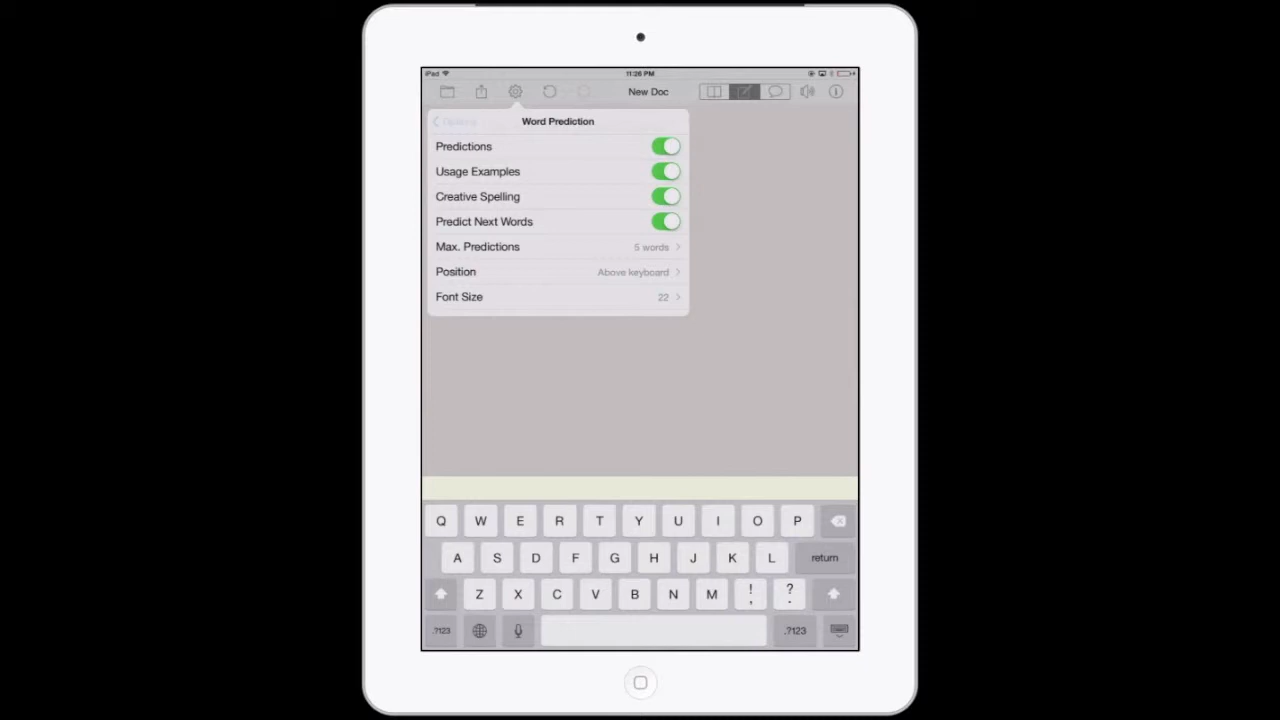 iPad 11:26 PM
New Doc
Options Word Prediction
Predictions
Usage Examples
Creative Spelling
Predict Next Words
Max. Predictions 5 words
Position Above keyboard
Font Size 22
Q W E R T Y U I O P
A S D F G H J K L return
Z X C V B N M ! , ? .
.?123 .?123